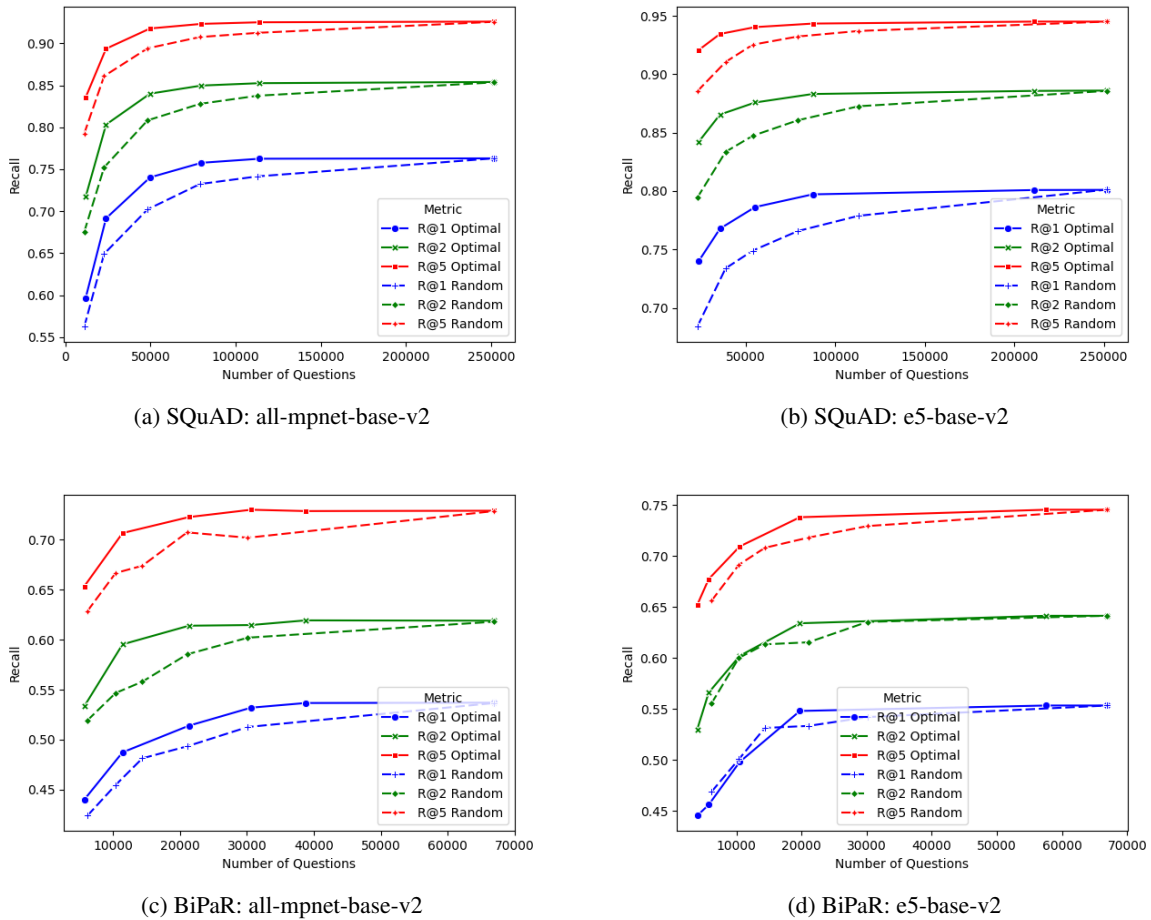 0.90
0.85
0.80
0.75
0.70
0.65
0.60
0.55
Recall
0 50000 100000 150000 200000 250000
Number of Questions
Metric
R@1 Optimal
R@2 Optimal
R@5 Optimal
R@1 Random
R@2 Random
R@5 Random
(a) SQuAD: all-mpnet-base-v2
0.95
0.90
0.85
0.80
0.75
0.70
Recall
50000 100000 150000 200000 250000
Number of Questions
Metric
R@1 Optimal
R@2 Optimal
R@5 Optimal
R@1 Random
R@2 Random
R@5 Random
(b) SQuAD: e5-base-v2
0.70
0.65
0.60
0.55
0.50
0.45
Recall
10000 20000 30000 40000 50000 60000 70000
Number of Questions
Metric
R@1 Optimal
R@2 Optimal
R@5 Optimal
R@1 Random
R@2 Random
R@5 Random
(c) BiPaR: all-mpnet-base-v2
0.75
0.70
0.65
0.60
0.55
0.50
0.45
Recall
10000 20000 30000 40000 50000 60000 70000
Number of Questions
Metric
R@1 Optimal
R@2 Optimal
R@5 Optimal
R@1 Random
R@2 Random
R@5 Random
(d) BiPaR: e5-base-v2